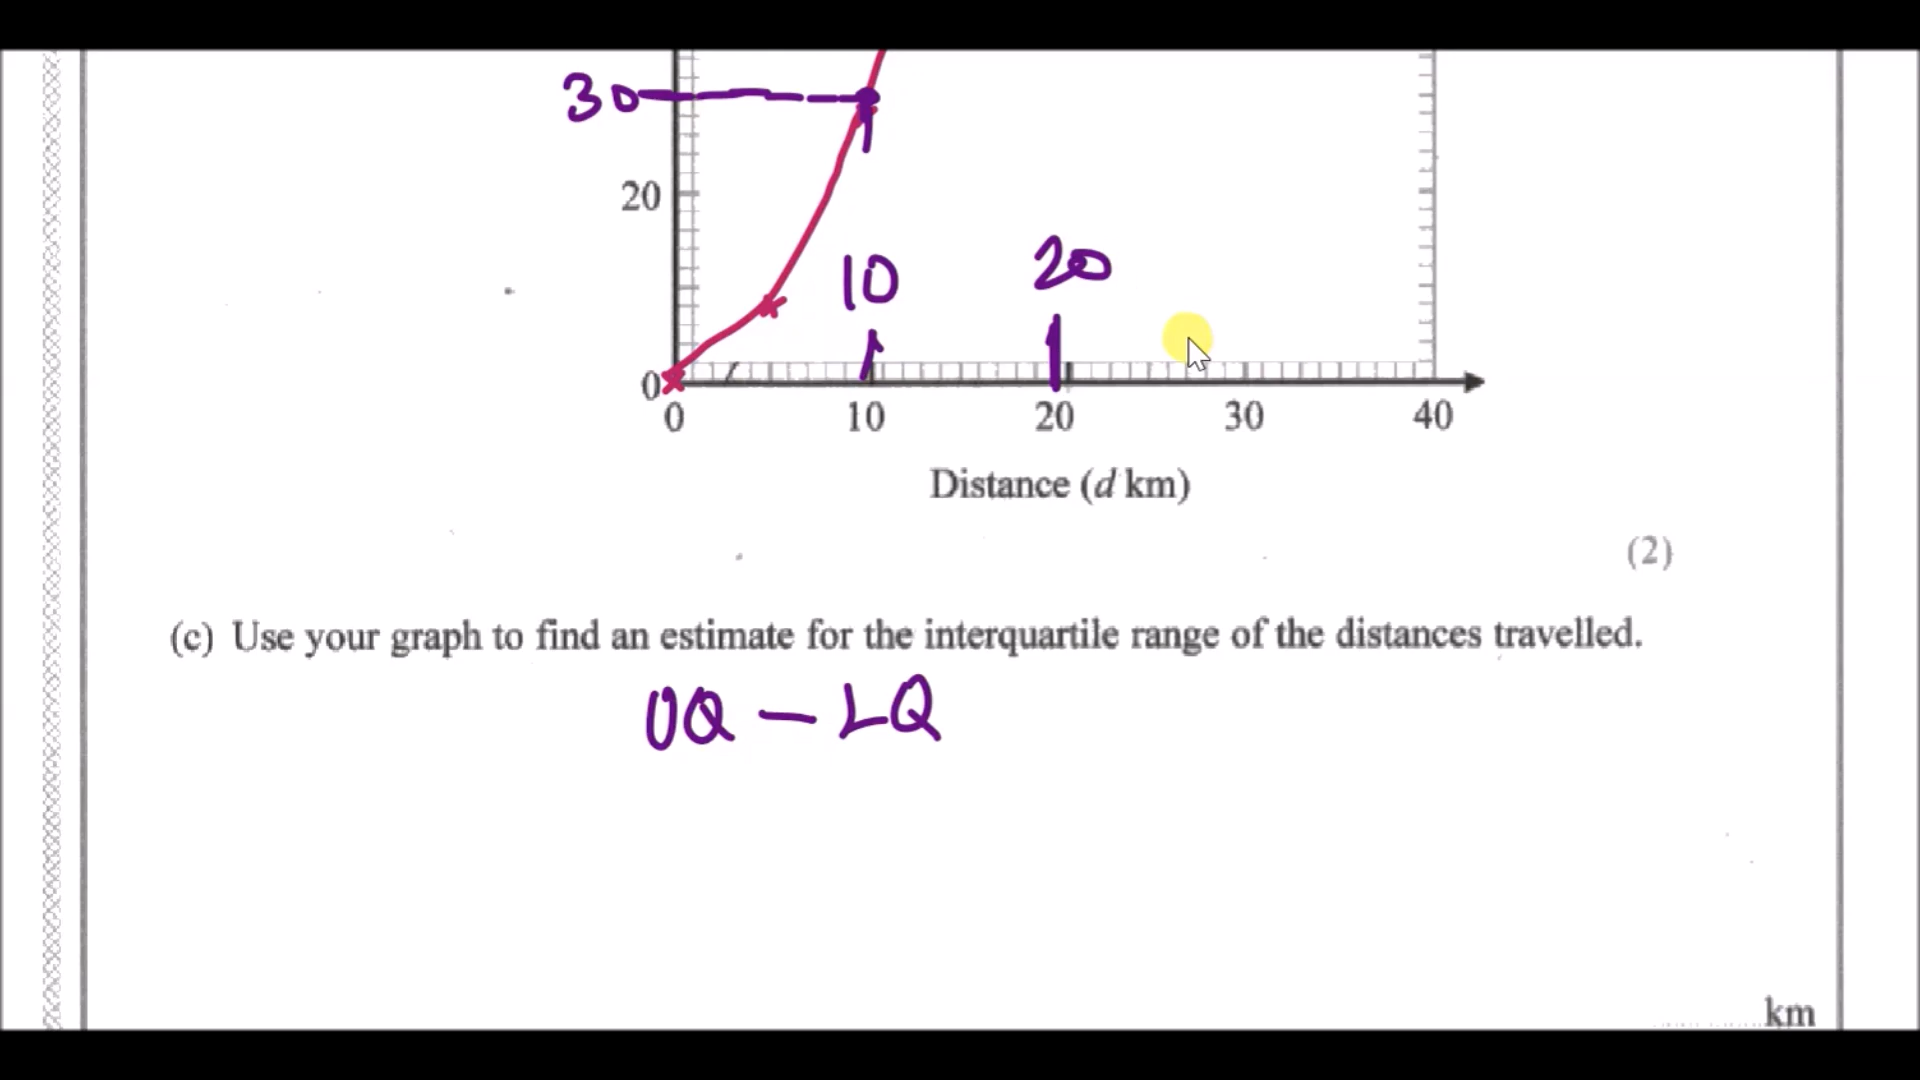 30
20
10 20
0
0 10 20 30 40
Distance (d km)
(2)
(c) Use your graph to find an estimate for the interquartile range of the distances travelled.
UQ – LQ
km